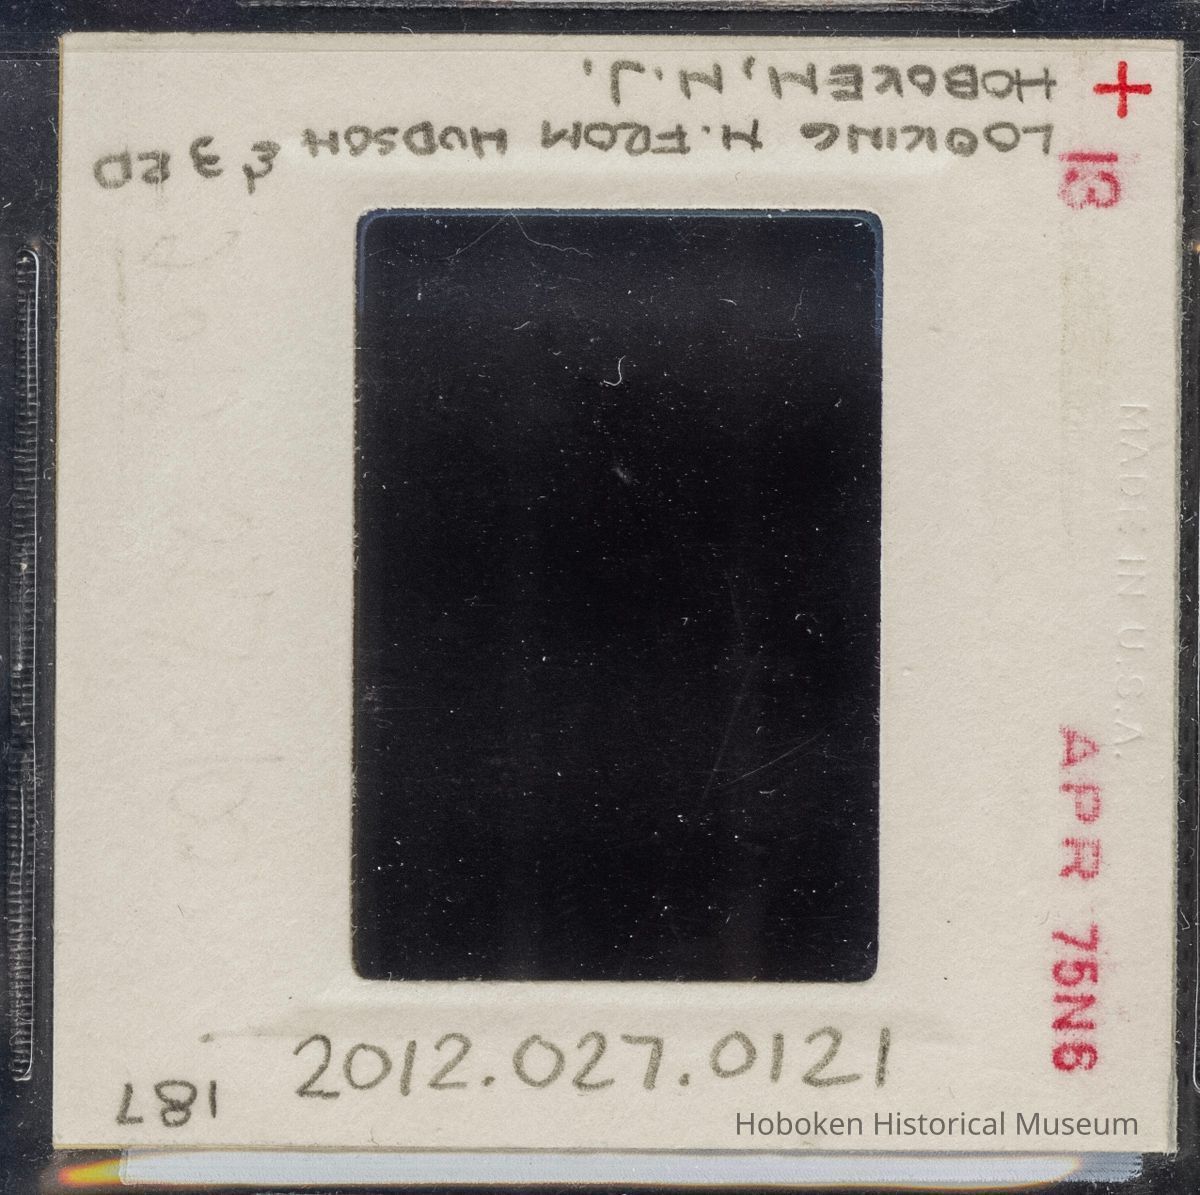 HOBOKEN, N.J.
LOOKING N. FROM HUDSON & 3RD
+
13
MADE IN U.S.A.
APR 75N6
2012.027.0121
187
Hoboken Historical Museum